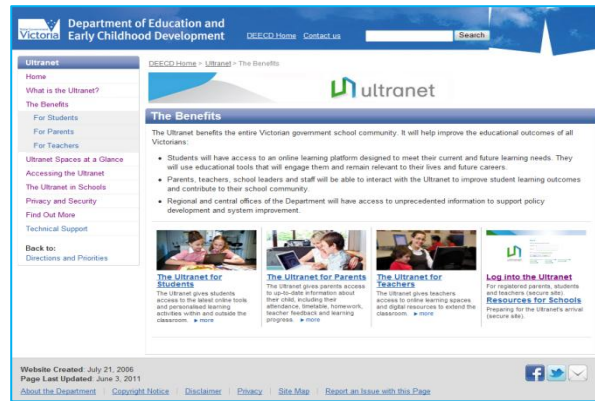 Victoria
Department of Education and
Early Childhood Development
DEECD Home Contact us
Search
Ultranet
Home
What is the Ultranet?
The Benefits
For Students
For Parents
For Teachers
Ultranet Spaces at a Glance
Accessing the Ultranet
The Ultranet in Schools
Privacy and Security
Find Out More
Technical Support
Back to:
Directions and Priorities
DEECD Home > Ultranet > The Benefits
ultranet
The Benefits
The Ultranet benefits the entire Victorian government school community. It will help improve the educational outcomes of all
Victorians:
• Students will have access to an online learning platform designed to meet their current and future learning needs. They
will use educational tools that will engage them and remain relevant to their lives and future careers.
• Parents, teachers, school leaders and staff will be able to interact with the Ultranet to improve student learning outcomes
and contribute to their school community.
• Regional and central offices of the Department will have access to unprecedented information to support policy
development and system improvement.
The Ultranet for
Students
The Ultranet gives students
access to the latest online tools
and personalised learning
activities within and outside the
classroom. ▸ more
The Ultranet for Parents
The Ultranet gives parents access
to up-to-date information about
their child, including their
attendance, timetable, homework,
teacher feedback and learning
progress. ▸ more
The Ultranet for
Teachers
The Ultranet gives teachers
access to online learning spaces
and digital resources to extend the
classroom. ▸ more
Log into the Ultranet
For registered parents, students
and teachers (secure site).
Resources for Schools
Preparing for the Ultranet's arrival
(secure site).
Website Created: July 21, 2006
Page Last Updated: June 3, 2011
About the Department | Copyright Notice | Disclaimer | Privacy | Site Map | Report an Issue with this Page